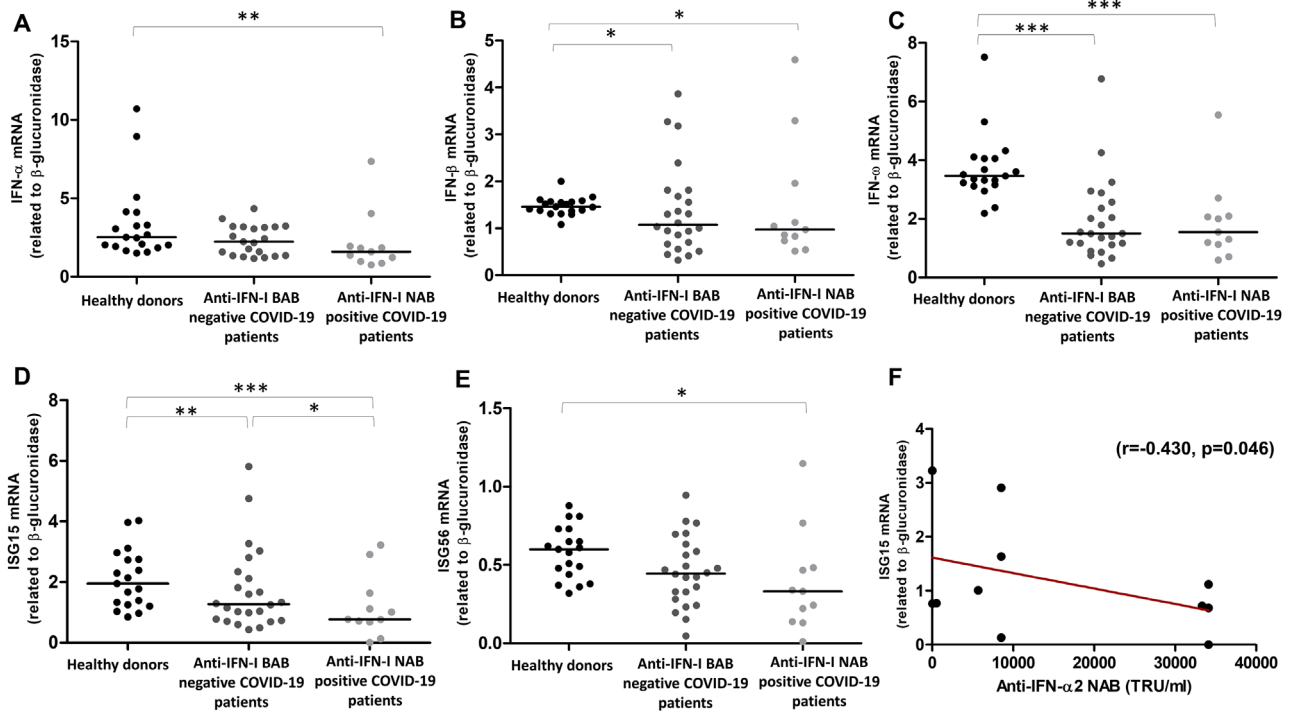 A
**
IFN-α mRNA
(related to β-glucuronidase)
15
10
5
0
Healthy donors
Anti-IFN-I BAB
negative COVID-19
patients
Anti-IFN-I NAB
positive COVID-19
patients
B
*
*
IFN-β mRNA
(related to β-glucuronidase)
5
4
3
2
1
0
Healthy donors
Anti-IFN-I BAB
negative COVID-19
patients
Anti-IFN-I NAB
positive COVID-19
patients
C
***
***
IFN-ω mRNA
(related to β-glucuronidase)
8
6
4
2
0
Healthy donors
Anti-IFN-I BAB
negative COVID-19
patients
Anti-IFN-I NAB
positive COVID-19
patients
D
***
**
*
ISG15 mRNA
(related to β-glucuronidase)
8
6
4
2
0
Healthy donors
Anti-IFN-I BAB
negative COVID-19
patients
Anti-IFN-I NAB
positive COVID-19
patients
E
*
ISG56 mRNA
(related to β-glucuronidase)
1.5
1.0
0.5
0.0
Healthy donors
Anti-IFN-I BAB
negative COVID-19
patients
Anti-IFN-I NAB
positive COVID-19
patients
F
(r=-0.430, p=0.046)
ISG15 mRNA
(related to β-glucuronidase)
4
3
2
1
0
0 10000 20000 30000 40000
Anti-IFN-α2 NAB (TRU/ml)